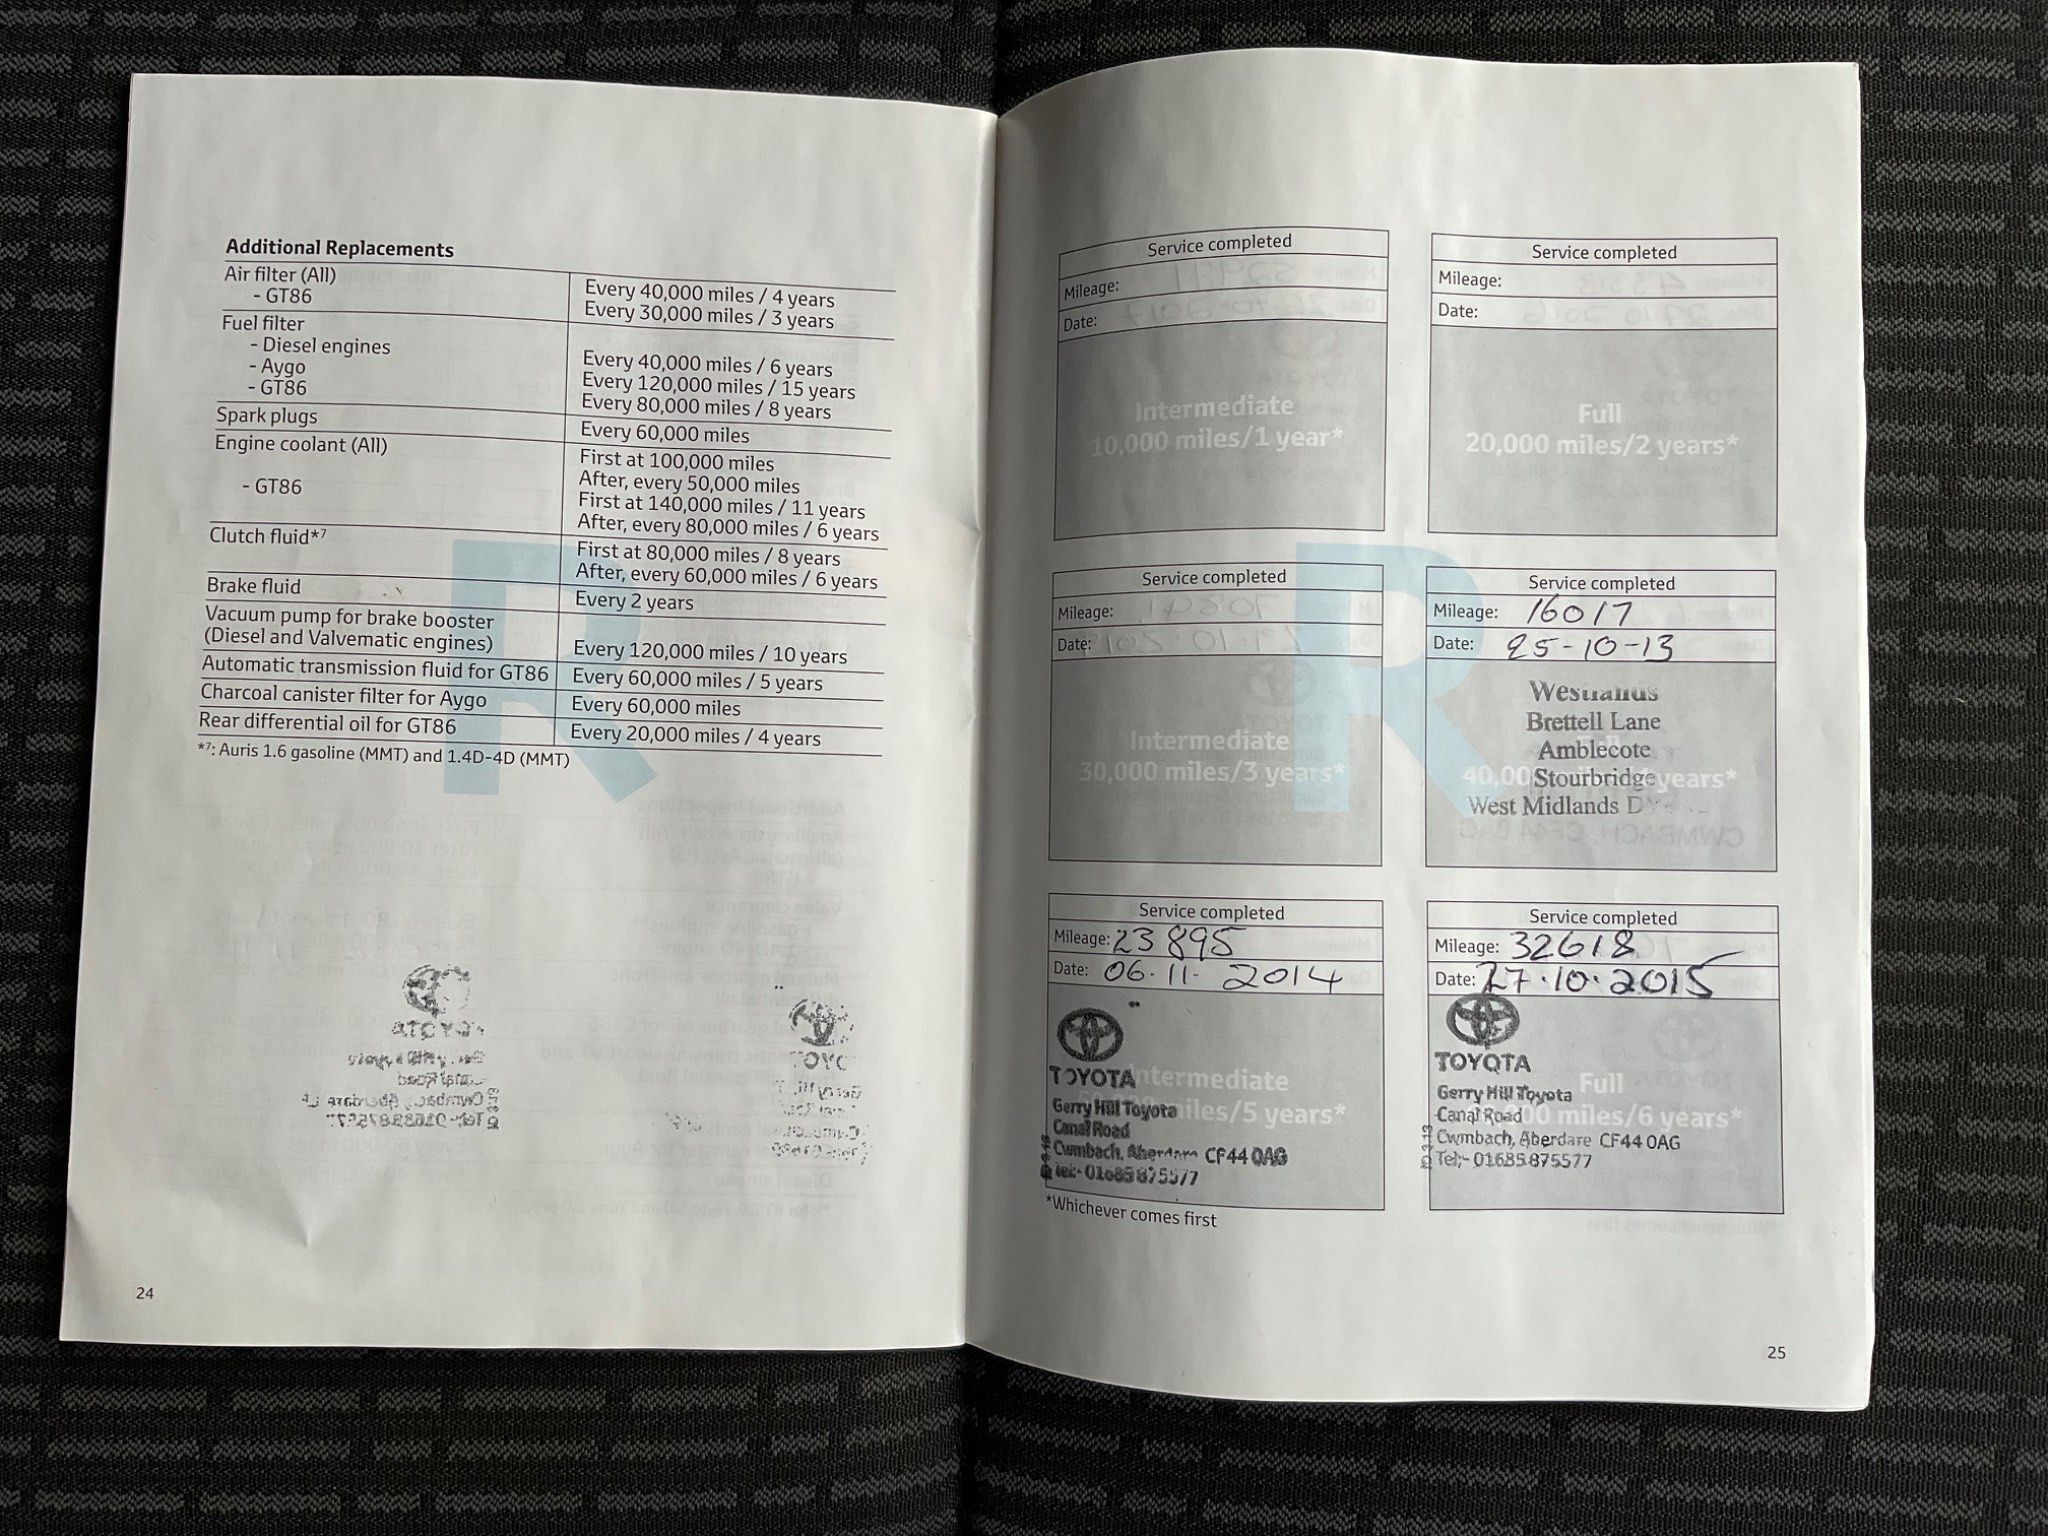 Additional Replacements
Air filter (All) Every 40,000 miles / 4 years
- GT86 Every 30,000 miles / 3 years
Fuel filter
- Diesel engines Every 40,000 miles / 6 years
- Aygo Every 120,000 miles / 15 years
- GT86 Every 80,000 miles / 8 years
Spark plugs Every 60,000 miles
Engine coolant (All) First at 100,000 miles
After, every 50,000 miles
- GT86 First at 140,000 miles / 11 years
After, every 80,000 miles / 6 years
Clutch fluid*7 First at 80,000 miles / 8 years
After, every 60,000 miles / 6 years
Brake fluid Every 2 years
Vacuum pump for brake booster
(Diesel and Valvematic engines) Every 120,000 miles / 10 years
Automatic transmission fluid for GT86 Every 60,000 miles / 5 years
Charcoal canister filter for Aygo Every 60,000 miles
Rear differential oil for GT86 Every 20,000 miles / 4 years
*7: Auris 1.6 gasoline (MMT) and 1.4D-4D (MMT)
R
24
Service completed
Mileage:
Date:
Intermediate
10,000 miles/1 year*
Service completed
Mileage:
Date:
Full
20,000 miles/2 years*
Service completed
Mileage:
Date:
Intermediate
30,000 miles/3 years*
R
Service completed
Mileage: 16017
Date: 25-10-13
Westlands
Brettell Lane
Amblecote
Stourbridge
West Midlands
years*
Service completed
Mileage: 23895
Date: 06.11.2014
TOYOTA
Intermediate
Gerry Hill Toyota
miles/5 years*
Canal Road
Cwmbach, Aberdare CF44 0AG
Tel:- 01685 875577
Service completed
Mileage: 32618
Date: 27.10.2015
TOYOTA
Full
Gerry Hill Toyota
Canal Road
miles/6 years*
Cwmbach, Aberdare CF44 0AG
Tel:- 01685 875577
*Whichever comes first
25